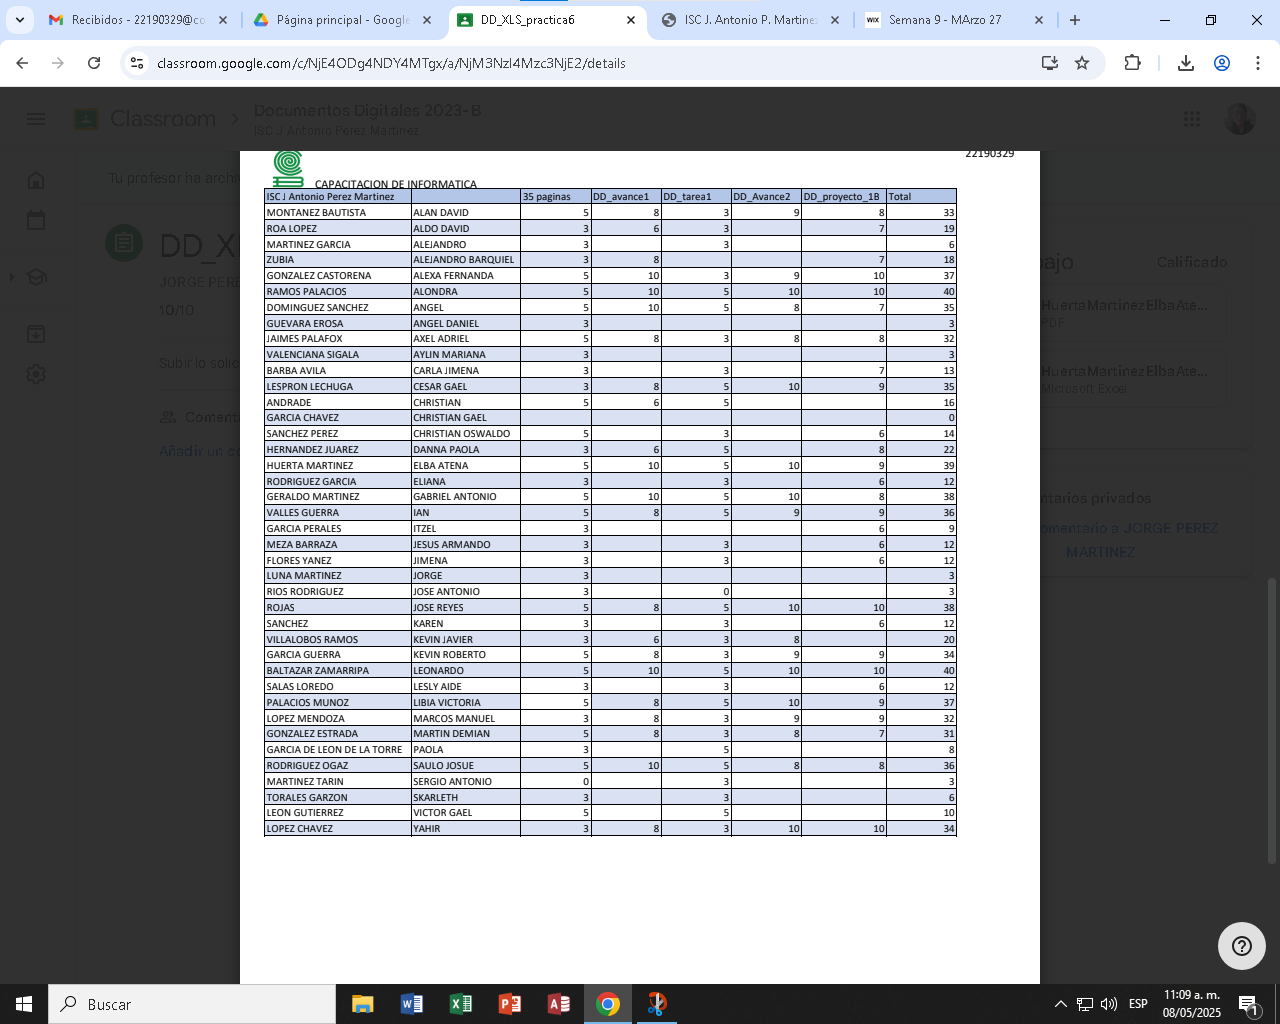 Recibidos - 22190329@co
Página principal - Google
DD_XLS_practica6
ISC J. Antonio P. Martine
WIX Semana 9 - MArzo 27
classroom.google.com/c/NjE4ODg4NDY4MTgx/a/NjM3NzI4Mzc3NjE2/details
Classroom
Documentos Digitales 2023-B
ISC J Antonio Perez Martinez
22190329
CAPACITACION DE INFORMATICA
Tu profesor ha archiv
DD_X
JORGE PERE
10/10
Subir lo solic
Comenta
Añadir un co
ISC J Antonio Perez Martinez 35 paginas DD_avance1 DD_tarea1 DD_Avance2 DD_proyecto_1B Total
MONTANEZ BAUTISTA ALAN DAVID 5 8 3 9 8 33
ROA LOPEZ ALDO DAVID 3 6 3 7 19
MARTINEZ GARCIA ALEJANDRO 3 3 6
ZUBIA ALEJANDRO BARQUIEL 3 8 7 18
GONZALEZ CASTORENA ALEXA FERNANDA 5 10 3 9 10 37
RAMOS PALACIOS ALONDRA 5 10 5 10 10 40
DOMINGUEZ SANCHEZ ANGEL 5 10 5 8 7 35
GUEVARA EROSA ANGEL DANIEL 3 3
JAIMES PALAFOX AXEL ADRIEL 5 8 3 8 8 32
VALENCIANA SIGALA AYLIN MARIANA 3 3
BARBA AVILA CARLA JIMENA 3 3 7 13
LESPRON LECHUGA CESAR GAEL 3 8 5 10 9 35
ANDRADE CHRISTIAN 5 6 5 16
GARCIA CHAVEZ CHRISTIAN GAEL 0
SANCHEZ PEREZ CHRISTIAN OSWALDO 5 3 6 14
HERNANDEZ JUAREZ DANNA PAOLA 3 6 5 8 22
HUERTA MARTINEZ ELBA ATENA 5 10 5 10 9 39
RODRIGUEZ GARCIA ELIANA 3 3 6 12
GERALDO MARTINEZ GABRIEL ANTONIO 5 10 5 10 8 38
VALLES GUERRA IAN 5 8 5 9 9 36
GARCIA PERALES ITZEL 3 6 9
MEZA BARRAZA JESUS ARMANDO 3 3 6 12
FLORES YANEZ JIMENA 3 3 6 12
LUNA MARTINEZ JORGE 3 3
RIOS RODRIGUEZ JOSE ANTONIO 3 0 3
ROJAS JOSE REYES 5 8 5 10 10 38
SANCHEZ KAREN 3 3 6 12
VILLALOBOS RAMOS KEVIN JAVIER 3 6 3 8 20
GARCIA GUERRA KEVIN ROBERTO 5 8 3 9 9 34
BALTAZAR ZAMARRIPA LEONARDO 5 10 5 10 10 40
SALAS LOREDO LESLY AIDE 3 3 6 12
PALACIOS MUNOZ LIBIA VICTORIA 5 8 5 10 9 37
LOPEZ MENDOZA MARCOS MANUEL 3 8 3 9 9 32
GONZALEZ ESTRADA MARTIN DEMIAN 5 8 3 8 7 31
GARCIA DE LEON DE LA TORRE PAOLA 3 5 8
RODRIGUEZ OGAZ SAULO JOSUE 5 10 5 8 8 36
MARTINEZ TARIN SERGIO ANTONIO 0 3 3
TORALES GARZON SKARLETH 3 3 6
LEON GUTIERREZ VICTOR GAEL 5 5 10
LOPEZ CHAVEZ YAHIR 3 8 3 10 10 34
bajo Calificado
HuertaMartinezElbaAte...
PDF
HuertaMartinezElbaAte...
Microsoft Excel
ntarios privados
omentario a JORGE PEREZ
MARTINEZ
Buscar
ESP
11:09 a. m.
08/05/2025
1